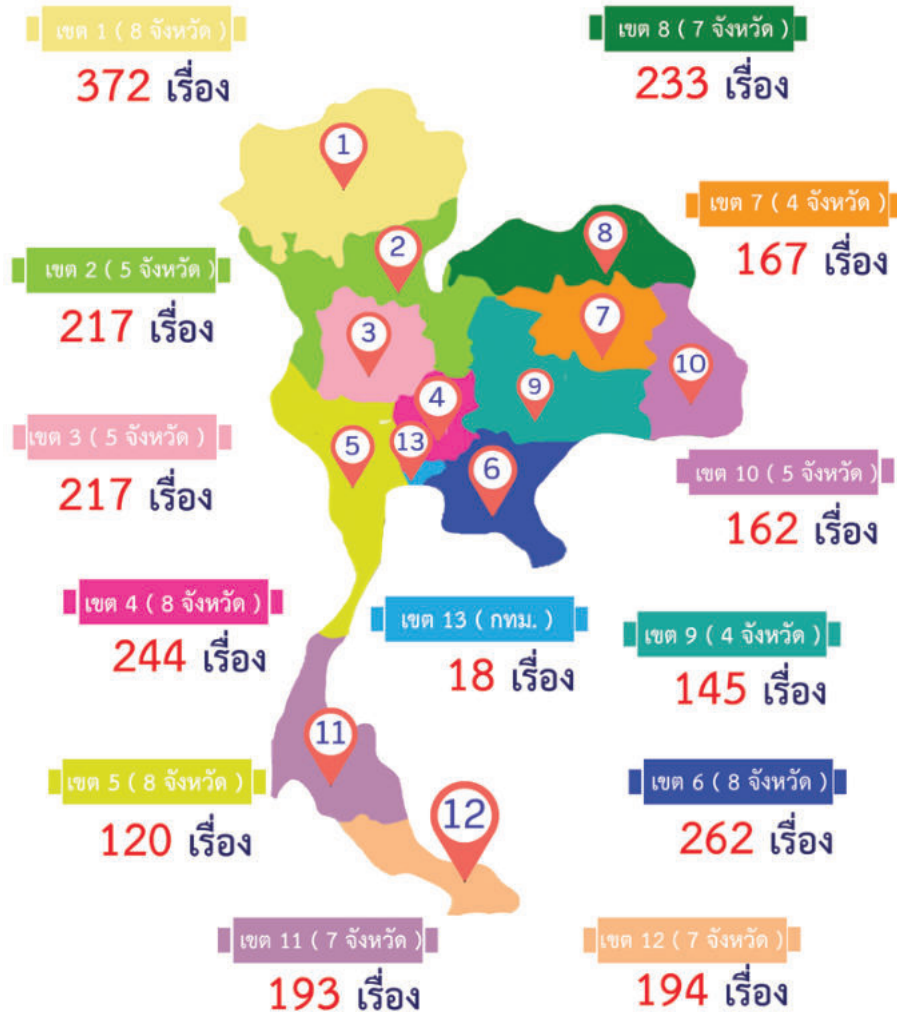 เขต 1 ( 8 จังหวัด )
372 เรื่อง
เขต 8 ( 7 จังหวัด )
233 เรื่อง
1
เขต 7 ( 4 จังหวัด )
167 เรื่อง
8
2
เขต 2 ( 5 จังหวัด )
217 เรื่อง
3
7
10
9
4
เขต 3 ( 5 จังหวัด )
217 เรื่อง
5
13
6
เขต 10 ( 5 จังหวัด )
162 เรื่อง
เขต 4 ( 8 จังหวัด )
244 เรื่อง
เขต 13 ( กทม. )
18 เรื่อง
เขต 9 ( 4 จังหวัด )
145 เรื่อง
11
เขต 5 ( 8 จังหวัด )
120 เรื่อง
12
เขต 6 ( 8 จังหวัด )
262 เรื่อง
เขต 11 ( 7 จังหวัด )
193 เรื่อง
เขต 12 ( 7 จังหวัด )
194 เรื่อง